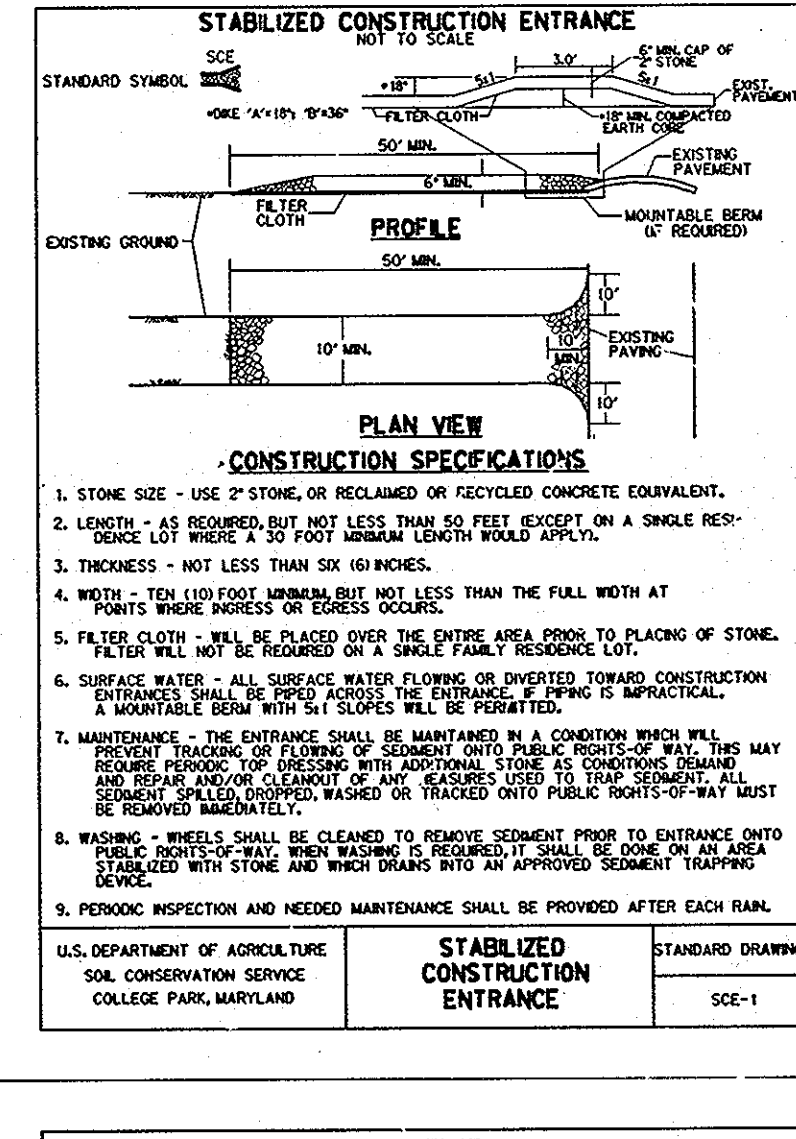 STABILIZED CONSTRUCTION ENTRANCE
NOT TO SCALE
SCE
STANDARD SYMBOL
*DIKE "A"=18"; "B"=36"
*18"
5:1
3.0'
5:1
6" MIN. CAP OF
2" STONE
EXIST.
PAVEMENT
FILTER CLOTH
*18" MIN. COMPACTED
EARTH CORE
50' MIN.
6" MIN.
EXISTING
PAVEMENT
FILTER
CLOTH
PROFILE
MOUNTABLE BERM
(IF REQUIRED)
EXISTING GROUND
50' MIN.
10'
10' MIN.
10'
MIN.
EXISTING
PAVING
10'
PLAN VIEW
CONSTRUCTION SPECIFICATIONS
1. STONE SIZE - USE 2" STONE, OR RECLAIMED OR RECYCLED CONCRETE EQUIVALENT.
2. LENGTH - AS REQUIRED, BUT NOT LESS THAN 50 FEET (EXCEPT ON A SINGLE RESI-
DENCE LOT WHERE A 30 FOOT MINIMUM LENGTH WOULD APPLY).
3. THICKNESS - NOT LESS THAN SIX (6) INCHES.
4. WIDTH - TEN (10) FOOT MINIMUM, BUT NOT LESS THAN THE FULL WIDTH AT
POINTS WHERE INGRESS OR EGRESS OCCURS.
5. FILTER CLOTH - WILL BE PLACED OVER THE ENTIRE AREA PRIOR TO PLACING OF STONE.
FILTER WILL NOT BE REQUIRED ON A SINGLE FAMILY RESIDENCE LOT.
6. SURFACE WATER - ALL SURFACE WATER FLOWING OR DIVERTED TOWARD CONSTRUCTION
ENTRANCES SHALL BE PIPED ACROSS THE ENTRANCE. IF PIPING IS IMPRACTICAL,
A MOUNTABLE BERM WITH 5:1 SLOPES WILL BE PERMITTED.
7. MAINTENANCE - THE ENTRANCE SHALL BE MAINTAINED IN A CONDITION WHICH WILL
PREVENT TRACKING OR FLOWING OF SEDIMENT ONTO PUBLIC RIGHTS-OF WAY. THIS MAY
REQUIRE PERIODIC TOP DRESSING WITH ADDITIONAL STONE AS CONDITIONS DEMAND
AND REPAIR AND/OR CLEANOUT OF ANY MEASURES USED TO TRAP SEDIMENT. ALL
SEDIMENT SPILLED, DROPPED, WASHED OR TRACKED ONTO PUBLIC RIGHTS-OF-WAY MUST
BE REMOVED IMMEDIATELY.
8. WASHING - WHEELS SHALL BE CLEANED TO REMOVE SEDIMENT PRIOR TO ENTRANCE ONTO
PUBLIC RIGHTS-OF-WAY. WHEN WASHING IS REQUIRED, IT SHALL BE DONE ON AN AREA
STABILIZED WITH STONE AND WHICH DRAINS INTO AN APPROVED SEDIMENT TRAPPING
DEVICE.
9. PERIODIC INSPECTION AND NEEDED MAINTENANCE SHALL BE PROVIDED AFTER EACH RAIN.
U.S. DEPARTMENT OF AGRICULTURE
SOIL CONSERVATION SERVICE
COLLEGE PARK, MARYLAND
STABILIZED
CONSTRUCTION
ENTRANCE
STANDARD DRAWING
SCE-1